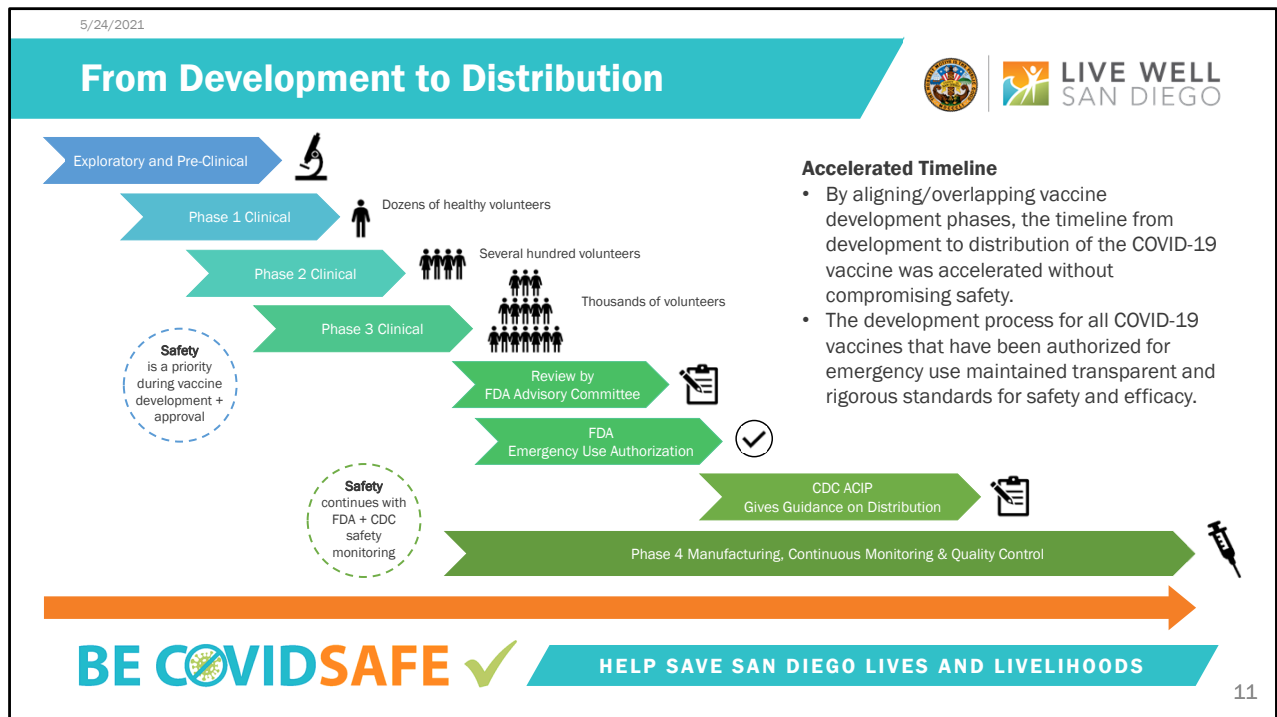 5/24/2021
From Development to Distribution
LIVE WELL
SAN DIEGO
Exploratory and Pre-Clinical
Phase 1 Clinical
Dozens of healthy volunteers
Phase 2 Clinical
Several hundred volunteers
Phase 3 Clinical
Thousands of volunteers
Safety
is a priority
during vaccine
development +
approval
Review by
FDA Advisory Committee
FDA
Emergency Use Authorization
Safety
continues with
FDA + CDC
safety
monitoring
CDC ACIP
Gives Guidance on Distribution
Phase 4 Manufacturing, Continuous Monitoring & Quality Control
Accelerated Timeline
• By aligning/overlapping vaccine
development phases, the timeline from
development to distribution of the COVID-19
vaccine was accelerated without
compromising safety.
• The development process for all COVID-19
vaccines that have been authorized for
emergency use maintained transparent and
rigorous standards for safety and efficacy.
BE COVIDSAFE
HELP SAVE SAN DIEGO LIVES AND LIVELIHOODS
11